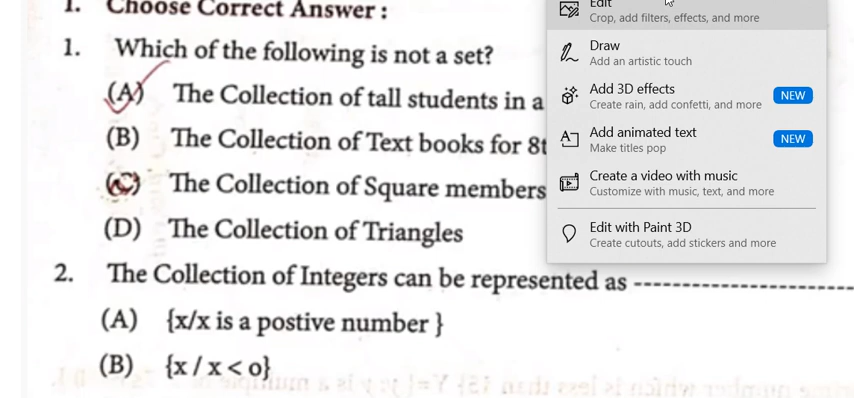 1. Choose Correct Answer :
1. Which of the following is not a set?
(A) The Collection of tall students in a
(B) The Collection of Text books for 8t
(C) The Collection of Square members
(D) The Collection of Triangles
2. The Collection of Integers can be represented as ----------------------
(A) {x/x is a postive number }
(B) {x / x < o}
Edit
Crop, add filters, effects, and more
Draw
Add an artistic touch
Add 3D effects NEW
Create rain, add confetti, and more
Add animated text NEW
Make titles pop
Create a video with music
Customize with music, text, and more
Edit with Paint 3D
Create cutouts, add stickers and more